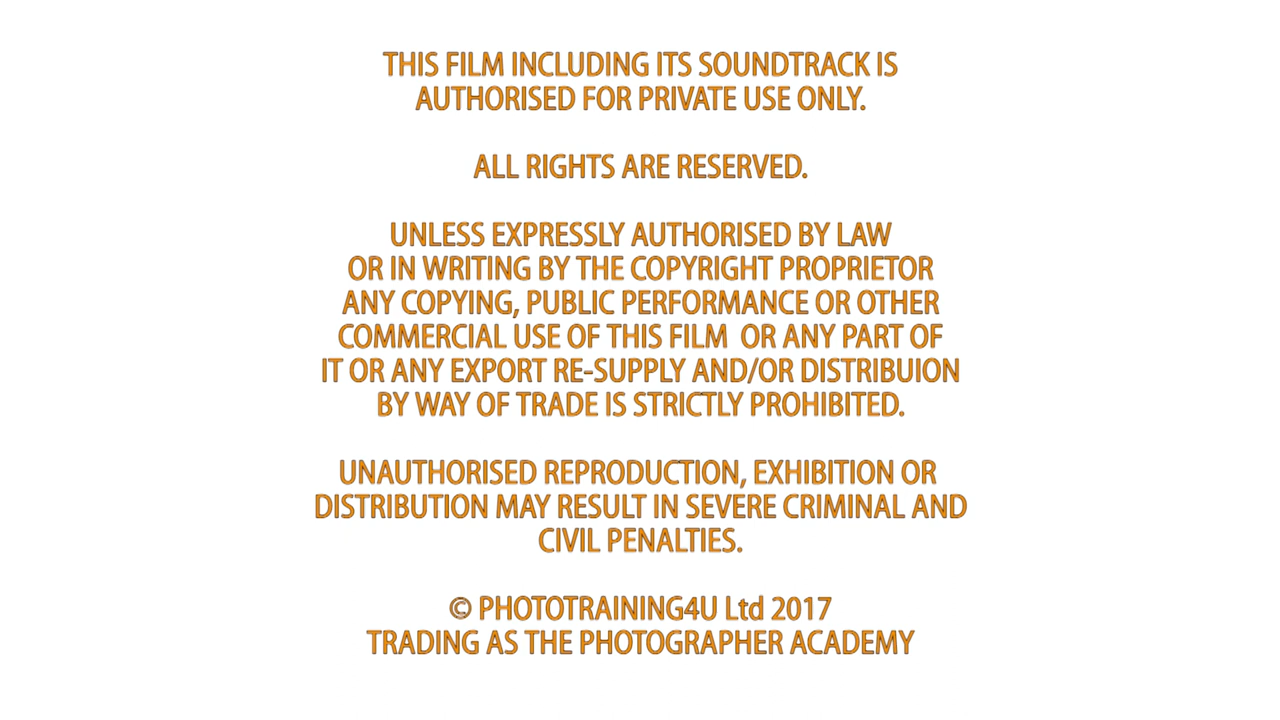 THIS FILM INCLUDING ITS SOUNDTRACK IS
AUTHORISED FOR PRIVATE USE ONLY.
ALL RIGHTS ARE RESERVED.
UNLESS EXPRESSLY AUTHORISED BY LAW
OR IN WRITING BY THE COPYRIGHT PROPRIETOR
ANY COPYING, PUBLIC PERFORMANCE OR OTHER
COMMERCIAL USE OF THIS FILM  OR ANY PART OF
IT OR ANY EXPORT RE-SUPPLY AND/OR DISTRIBUION
BY WAY OF TRADE IS STRICTLY PROHIBITED.
UNAUTHORISED REPRODUCTION, EXHIBITION OR
DISTRIBUTION MAY RESULT IN SEVERE CRIMINAL AND
CIVIL PENALTIES.
© PHOTOTRAINING4U Ltd 2017
TRADING AS THE PHOTOGRAPHER ACADEMY